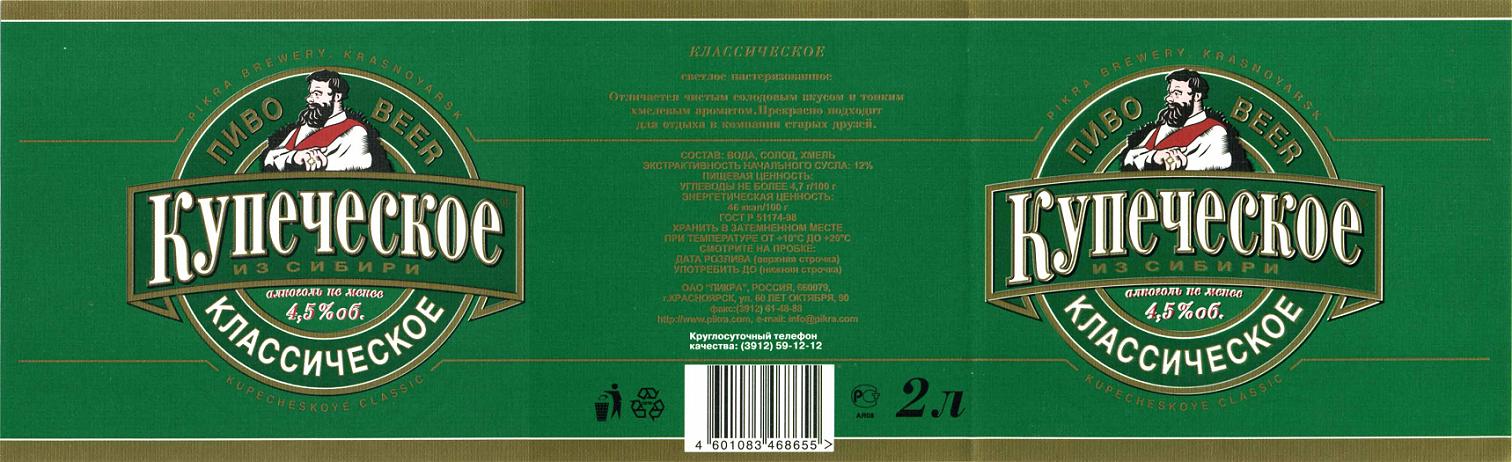 PIKRA BREWERY, KRASNOYARSK
ПИВО BEER
КУПЕЧЕСКОЕ
ИЗ СИБИРИ
алкоголь не менее
4,5% об.
КЛАССИЧЕСКОЕ
KUPECHESKOYE CLASSIC
КЛАССИЧЕСКОЕ
светлое пастеризованное
Отличается чистым солодовым вкусом и тонким
хмелевым ароматом.Прекрасно подходит
для отдыха в компании старых друзей.
СОСТАВ: ВОДА, СОЛОД, ХМЕЛЬ
ЭКСТРАКТИВНОСТЬ НАЧАЛЬНОГО СУСЛА: 12%
ПИЩЕВАЯ ЦЕННОСТЬ:
УГЛЕВОДЫ НЕ БОЛЕЕ 4,7 г/100 г
ЭНЕРГЕТИЧЕСКАЯ ЦЕННОСТЬ:
46 ккал/100 г
ГОСТ Р 51174-98
ХРАНИТЬ В ЗАТЕМНЕННОМ МЕСТЕ
ПРИ ТЕМПЕРАТУРЕ ОТ +10°С ДО +20°С
СМОТРИТЕ НА ПРОБКЕ:
ДАТА РОЗЛИВА (верхняя строчка)
УПОТРЕБИТЬ ДО (нижняя строчка)
ОАО "ПИКРА", РОССИЯ, 660079,
г.КРАСНОЯРСК, ул. 60 ЛЕТ ОКТЯБРЯ, 90
факс:(3912) 61-48-88
http://www.pikra.com, e-mail: info@pikra.com
Круглосуточный телефон
качества: (3912) 59-12-12
4 601083 468655 >
РСТ
АЯ08
2 л
PIKRA BREWERY, KRASNOYARSK
ПИВО BEER
КУПЕЧЕСКОЕ
ИЗ СИБИРИ
алкоголь не менее
4,5% об.
КЛАССИЧЕСКОЕ
KUPECHESKOYE CLASSIC